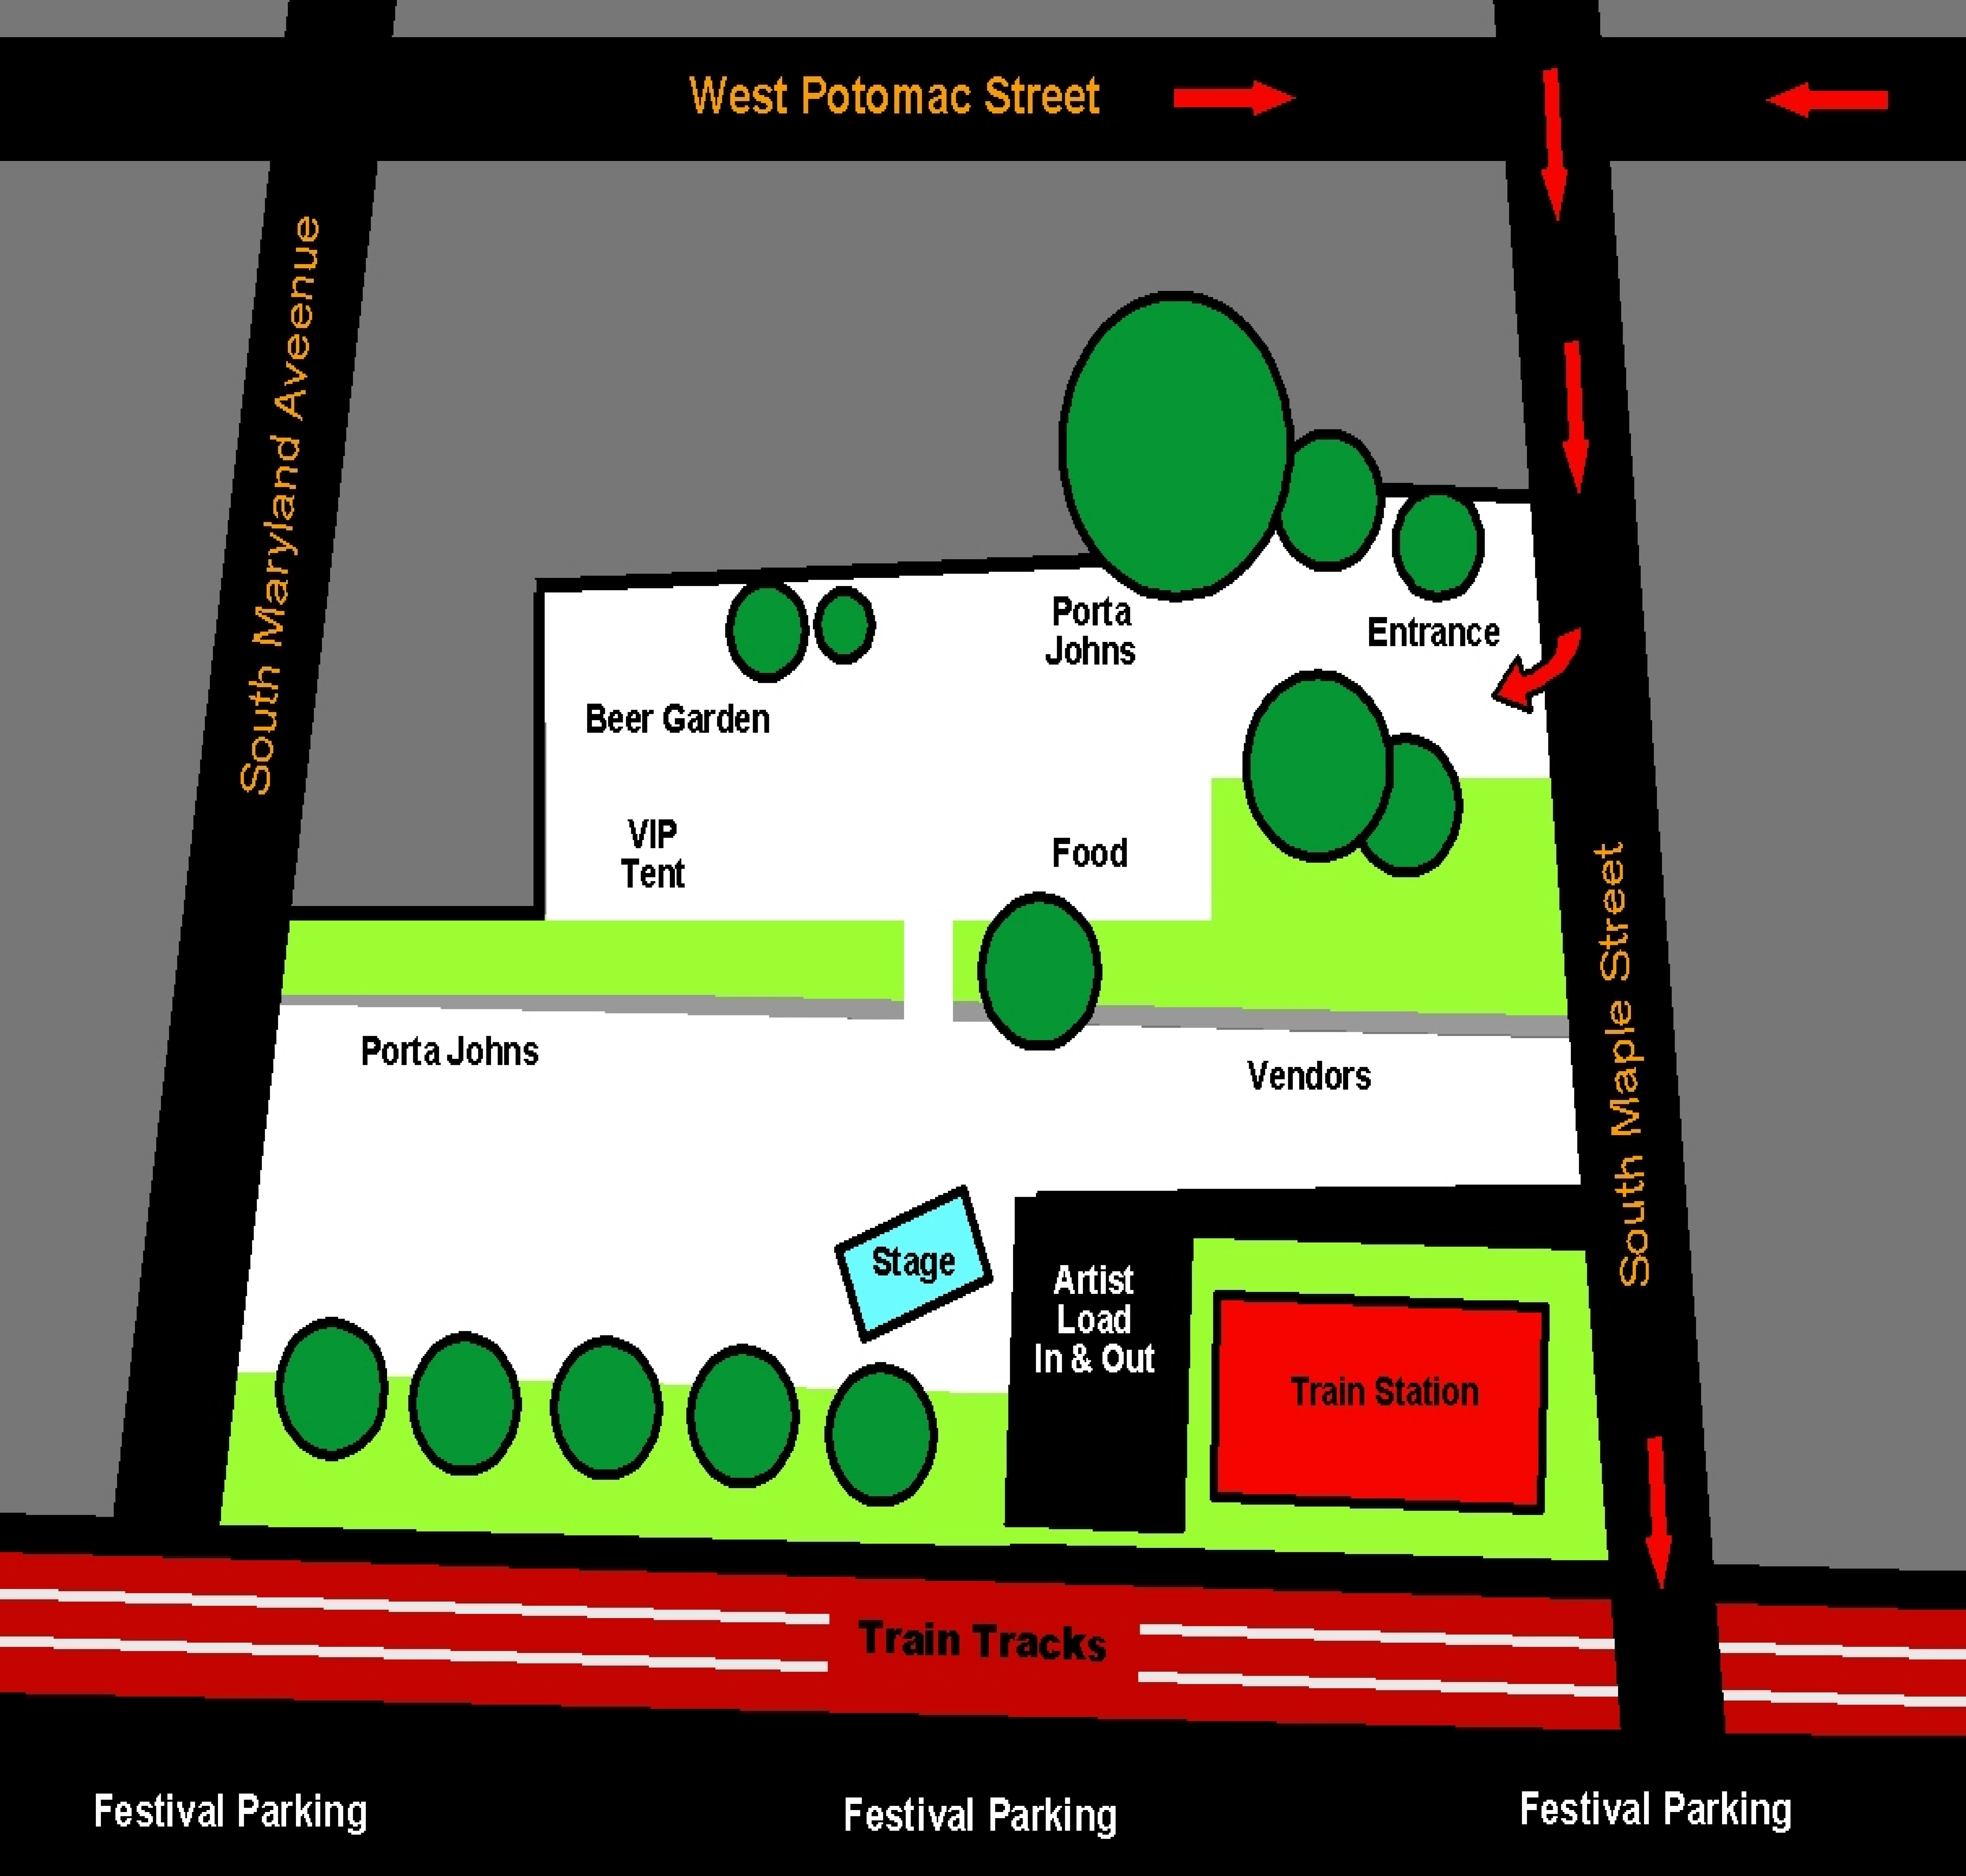 West Potomac Street
South Maryland Aveenue
Porta
Johns
Entrance
Beer Garden
VIP
Tent
Food
South Maple Street
Porta Johns
Vendors
Stage
Artist
Load
In & Out
Train Station
Train Tracks
Festival Parking
Festival Parking
Festival Parking